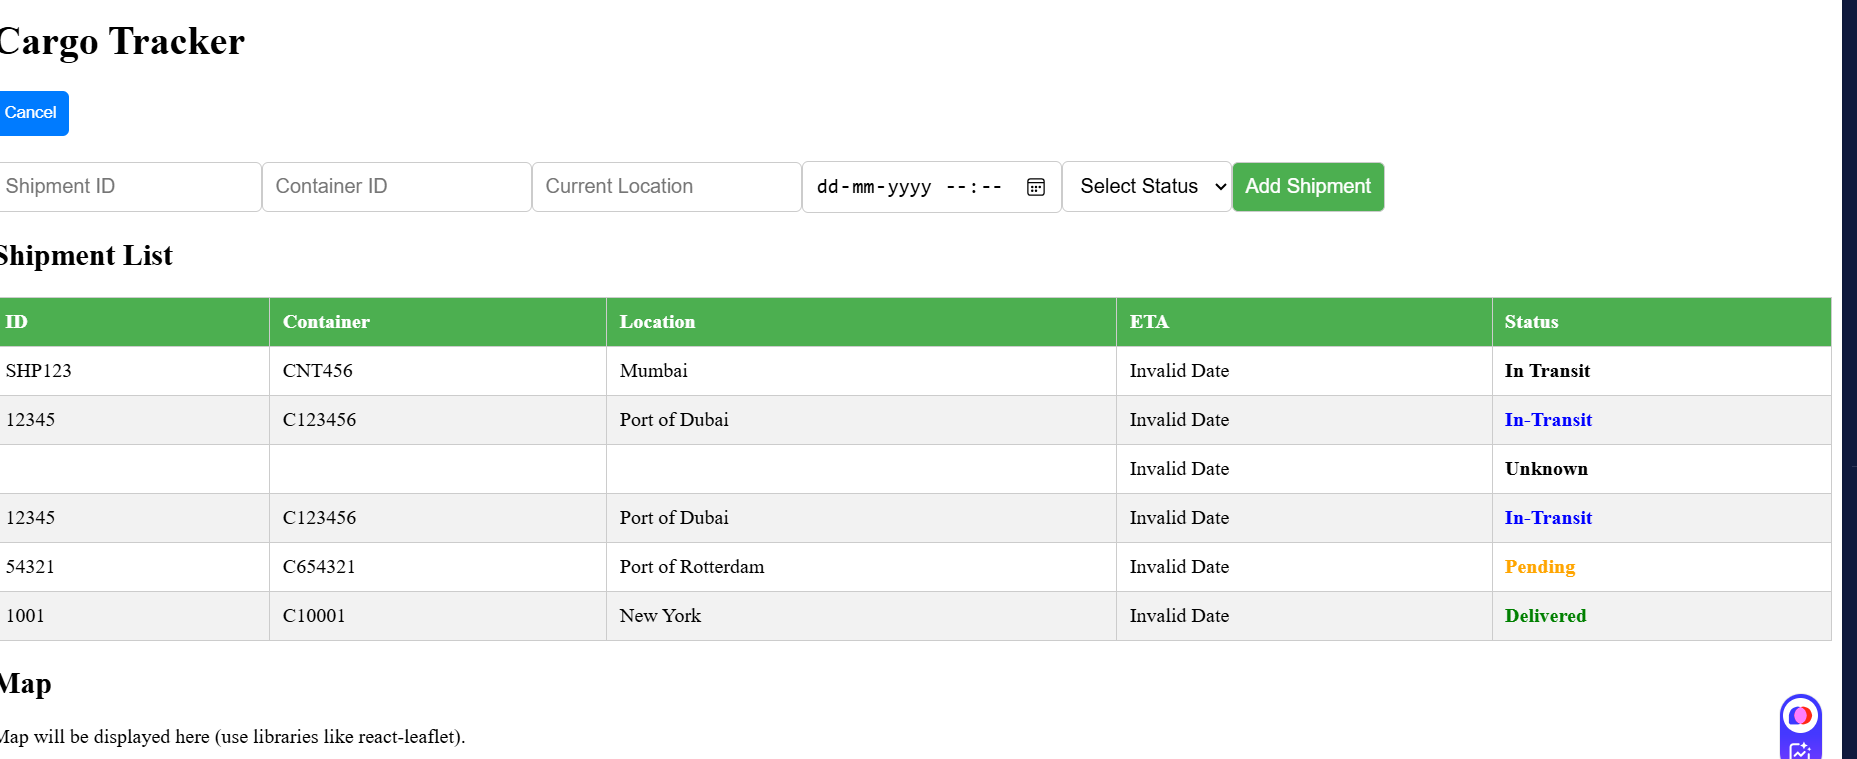 Cargo Tracker
Cancel
Shipment ID Container ID Current Location dd-mm-yyyy --:-- Select Status Add Shipment
Shipment List
ID Container Location ETA Status
SHP123 CNT456 Mumbai Invalid Date In Transit
12345 C123456 Port of Dubai Invalid Date In-Transit
Invalid Date Unknown
12345 C123456 Port of Dubai Invalid Date In-Transit
54321 C654321 Port of Rotterdam Invalid Date Pending
1001 C10001 New York Invalid Date Delivered
Map
Map will be displayed here (use libraries like react-leaflet).